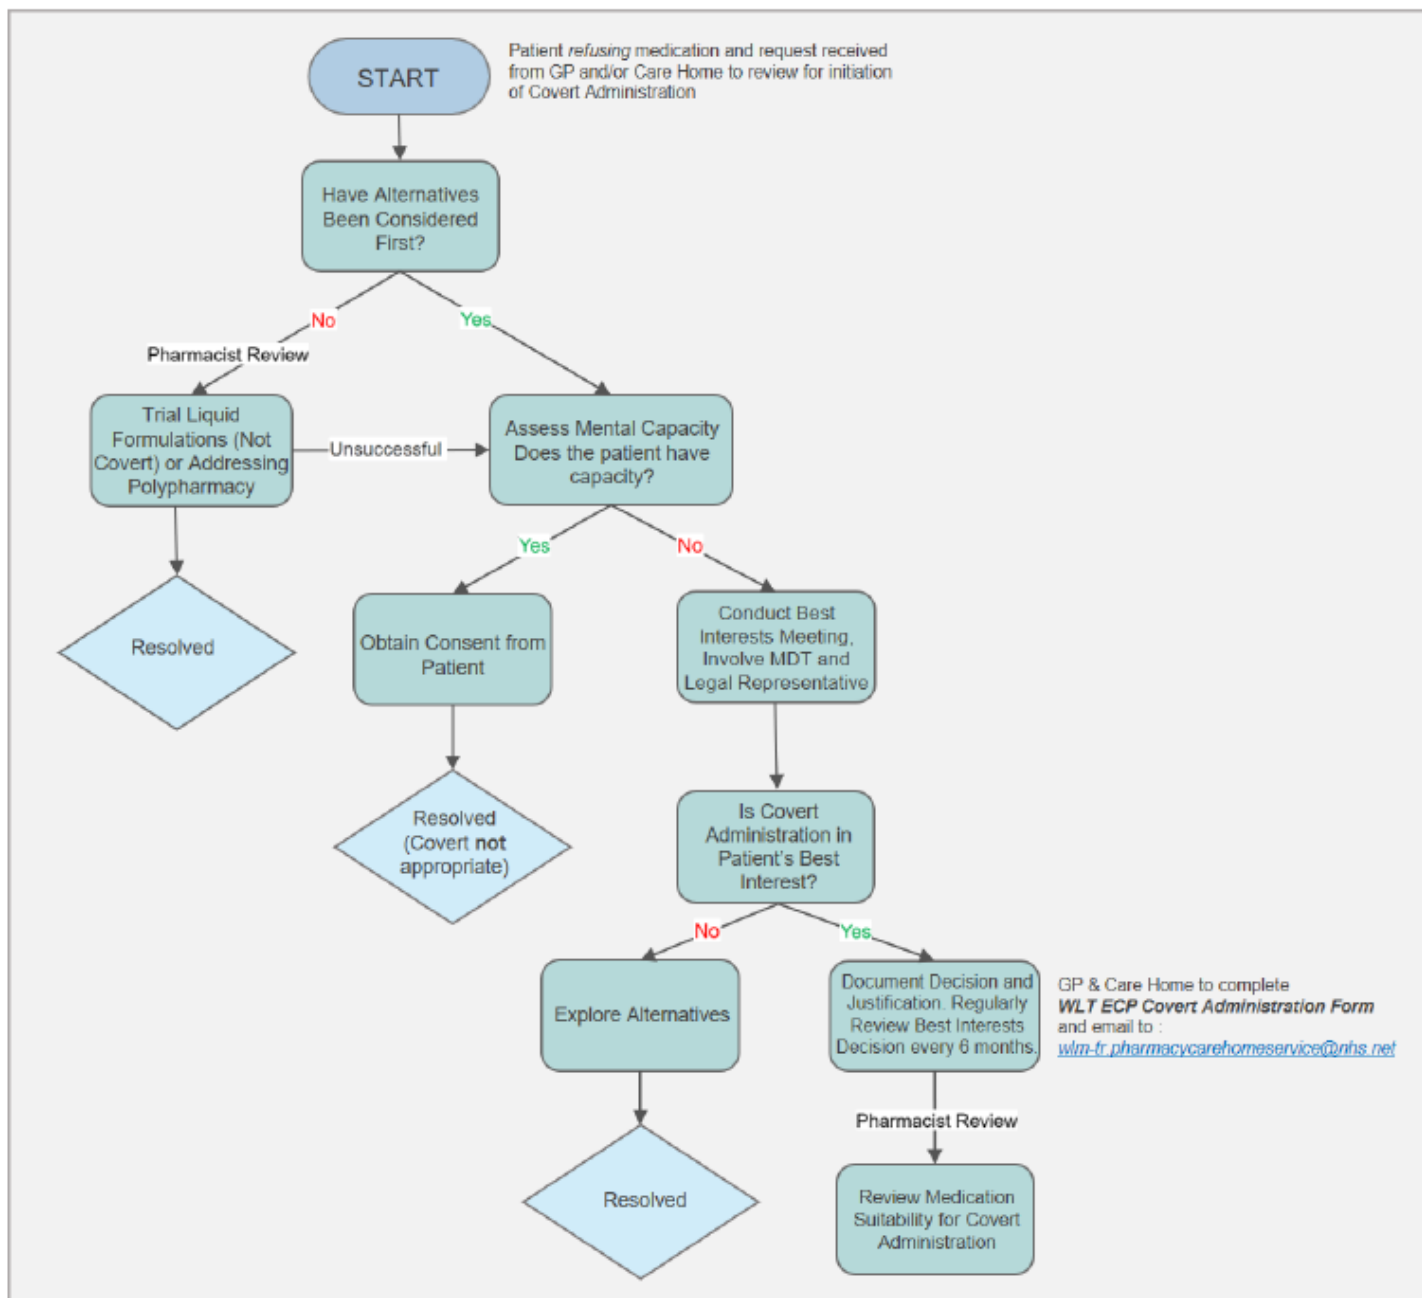 START
Patient refusing medication and request received
from GP and/or Care Home to review for initiation
of Covert Administration
Have Alternatives
Been Considered
First?
No
Yes
Pharmacist Review
Trial Liquid
Formulations (Not
Covert) or Addressing
Polypharmacy
Unsuccessful
Assess Mental Capacity
Does the patient have
capacity?
Resolved
Yes
No
Obtain Consent from
Patient
Conduct Best
Interests Meeting,
Involve MDT and
Legal Representative
Resolved
(Covert not
appropriate)
Is Covert
Administration in
Patient's Best
Interest?
No
Yes
Explore Alternatives
Document Decision and
Justification. Regularly
Review Best Interests
Decision every 6 months.
GP & Care Home to complete
WLT ECP Covert Administration Form
and email to :
wlm-tr.pharmacycarehomeservice@nhs.net
Pharmacist Review
Resolved
Review Medication
Suitability for Covert
Administration